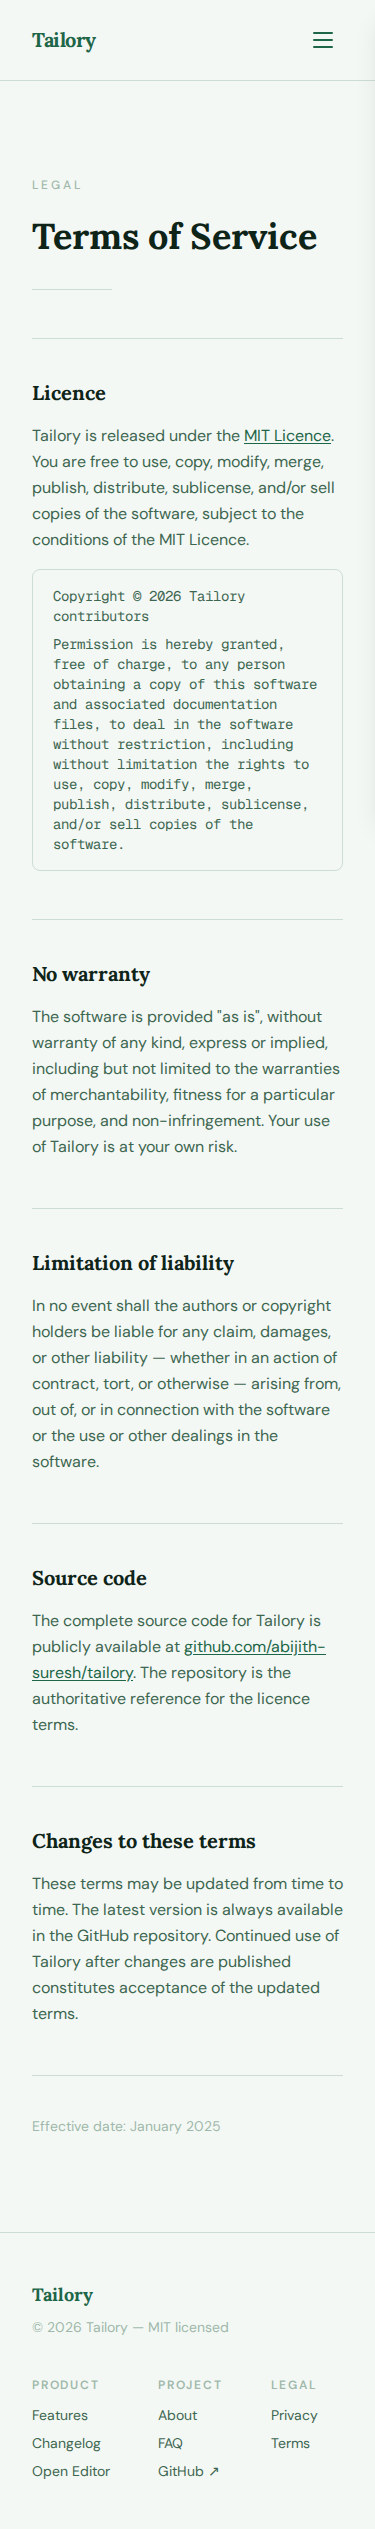 Tailory
LEGAL
Terms of Service
Licence
Tailory is released under the MIT Licence.
You are free to use, copy, modify, merge,
publish, distribute, sublicense, and/or sell
copies of the software, subject to the
conditions of the MIT Licence.
Copyright © 2026 Tailory
contributors
Permission is hereby granted,
free of charge, to any person
obtaining a copy of this software
and associated documentation
files, to deal in the software
without restriction, including
without limitation the rights to
use, copy, modify, merge,
publish, distribute, sublicense,
and/or sell copies of the
software.
No warranty
The software is provided "as is", without
warranty of any kind, express or implied,
including but not limited to the warranties
of merchantability, fitness for a particular
purpose, and non-infringement. Your use
of Tailory is at your own risk.
Limitation of liability
In no event shall the authors or copyright
holders be liable for any claim, damages,
or other liability — whether in an action of
contract, tort, or otherwise — arising from,
out of, or in connection with the software
or the use or other dealings in the
software.
Source code
The complete source code for Tailory is
publicly available at github.com/abijith-
suresh/tailory. The repository is the
authoritative reference for the licence
terms.
Changes to these terms
These terms may be updated from time to
time. The latest version is always available
in the GitHub repository. Continued use of
Tailory after changes are published
constitutes acceptance of the updated
terms.
Effective date: January 2025
Tailory
© 2026 Tailory — MIT licensed
PRODUCT
Features
Changelog
Open Editor
PROJECT
About
FAQ
GitHub ↗
LEGAL
Privacy
Terms